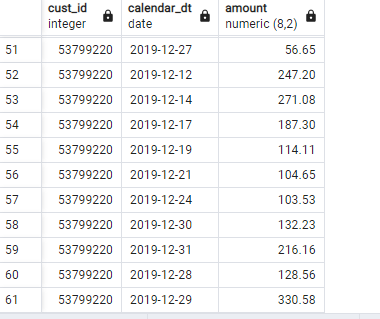 cust_id calendar_dt amount
integer date numeric (8,2)
51 53799220 2019-12-27 56.65
52 53799220 2019-12-12 247.20
53 53799220 2019-12-14 271.08
54 53799220 2019-12-17 187.30
55 53799220 2019-12-19 114.11
56 53799220 2019-12-21 104.65
57 53799220 2019-12-24 103.53
58 53799220 2019-12-30 132.23
59 53799220 2019-12-31 216.16
60 53799220 2019-12-28 128.56
61 53799220 2019-12-29 330.58